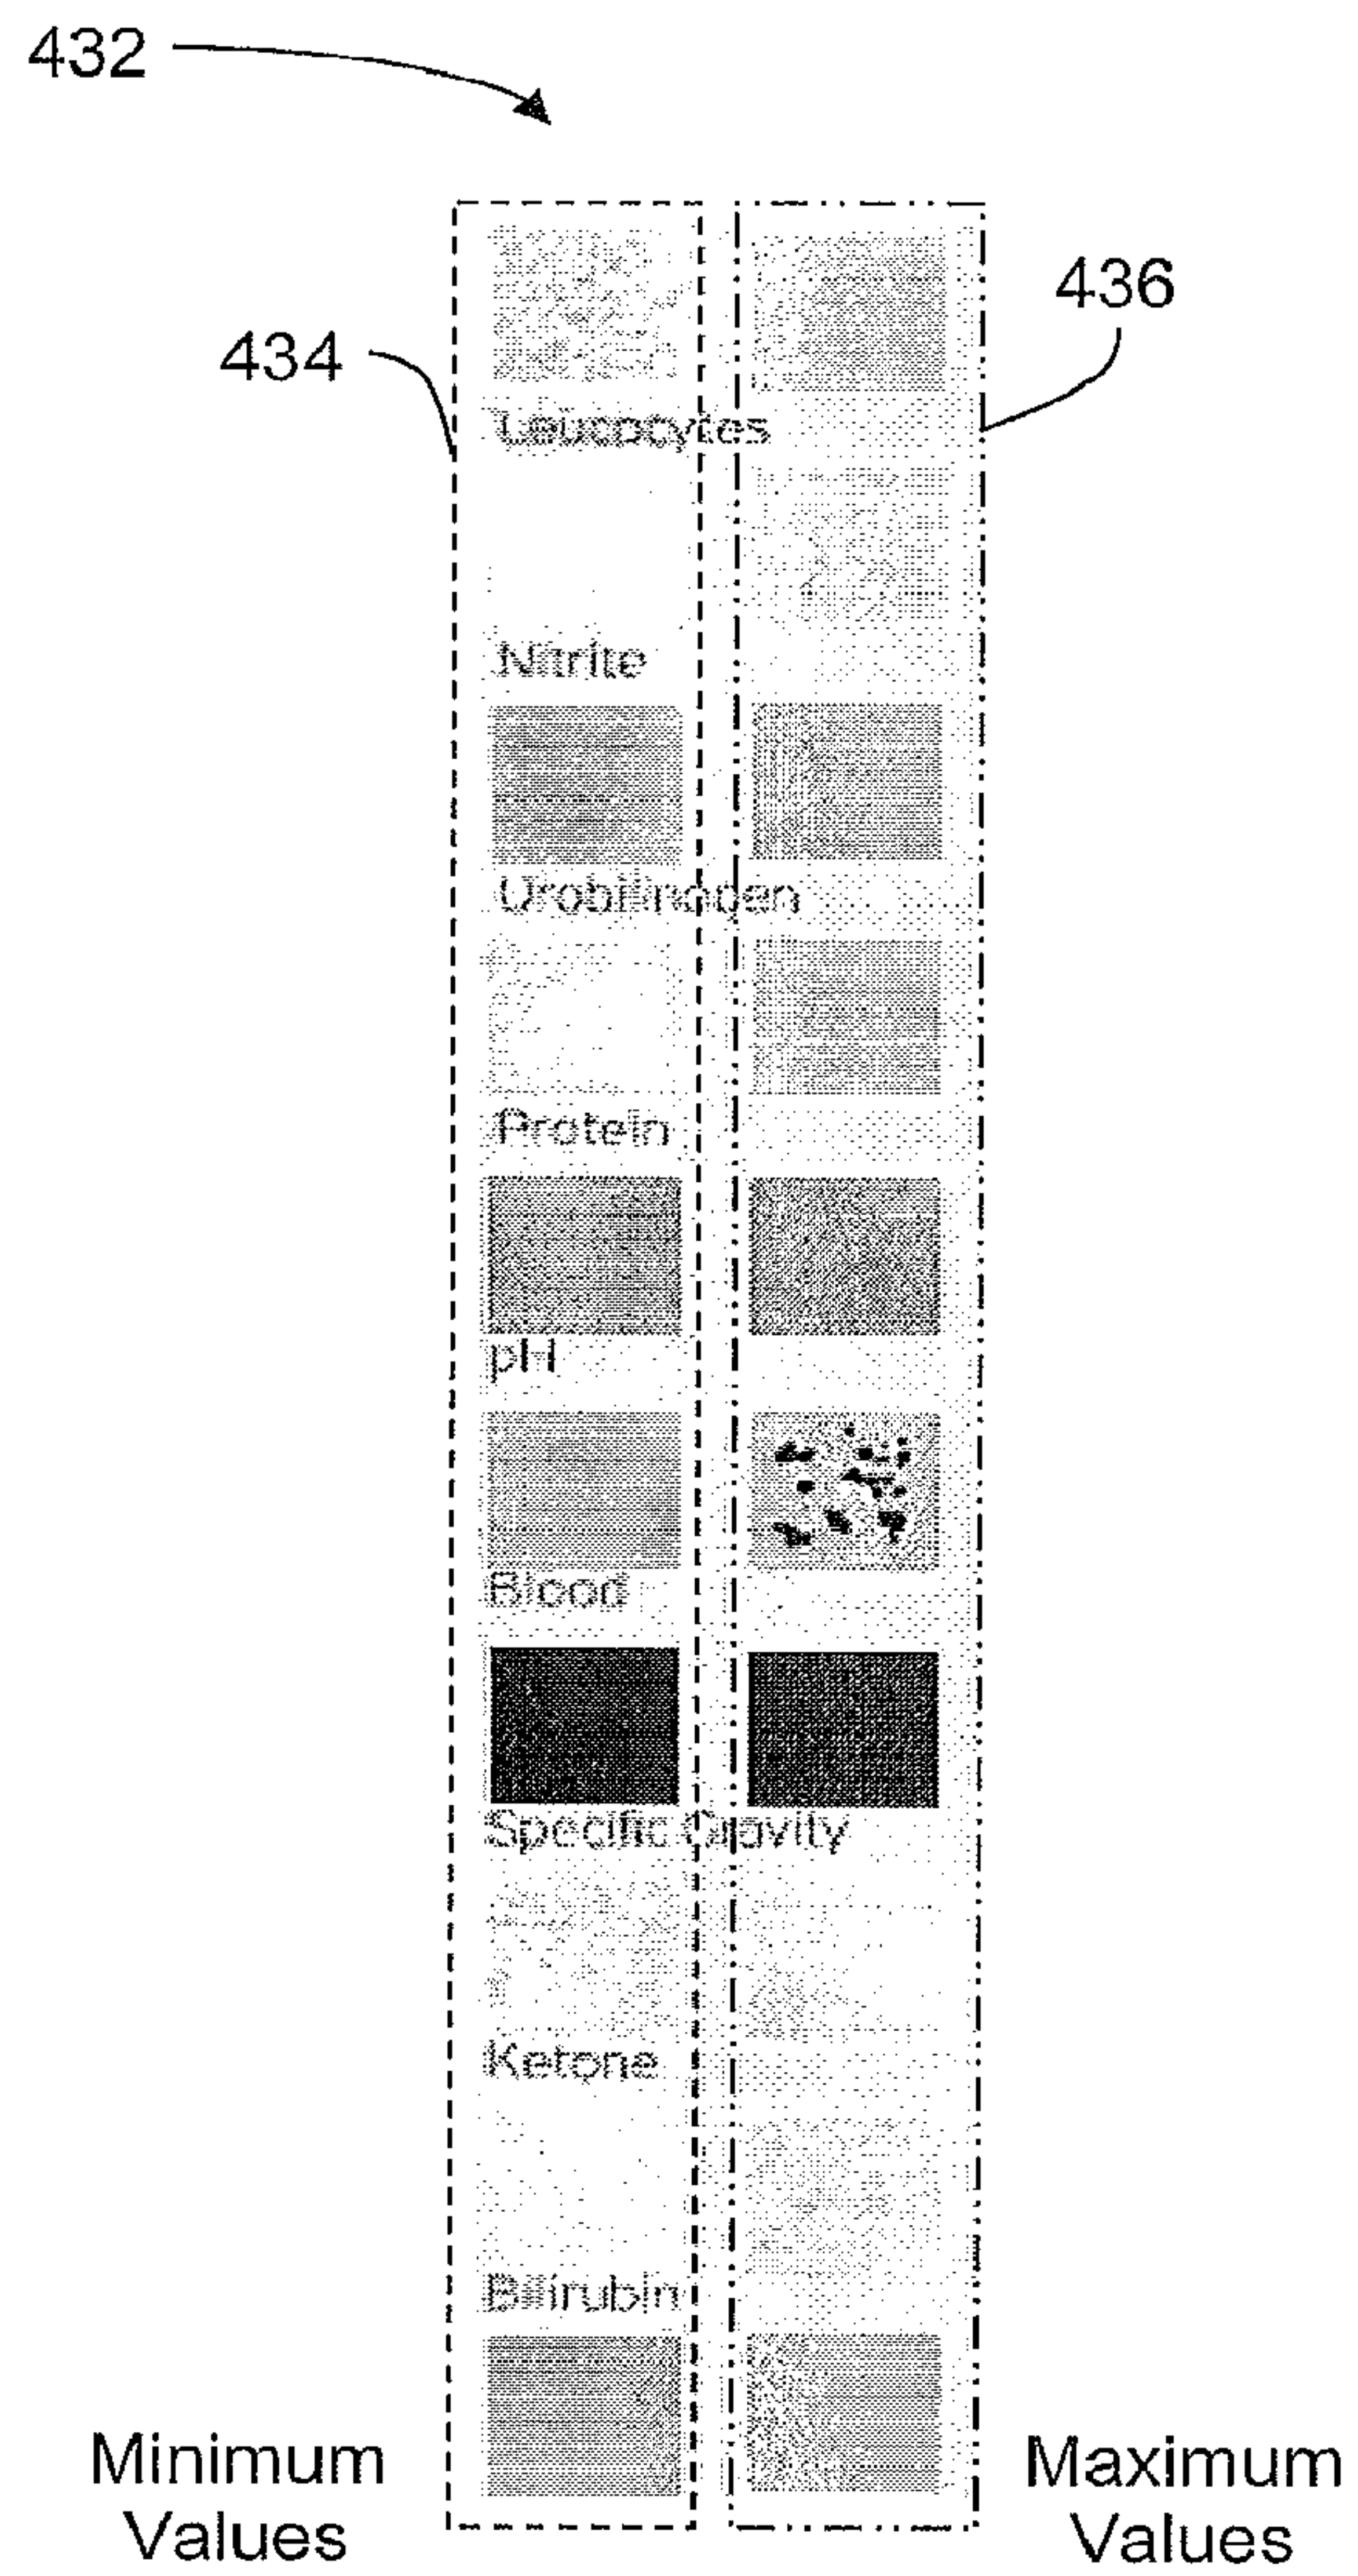 432
436
434
Leucocytes
Nitrite
Urobilinogen
Protein
pH
Blood
Specific Gravity
Ketone
Bilirubin
Minimum
Values
Maximum
Values